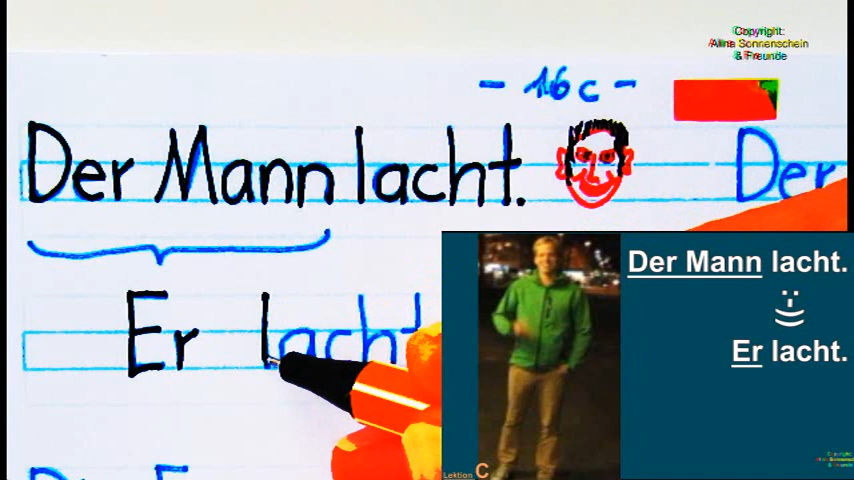 Copyright:
Alina Sonnenschein
& Freunde
- 16 c -
Der Mann lacht.
Der
Er lacht
Der Mann lacht.
Er lacht.
Lektion C